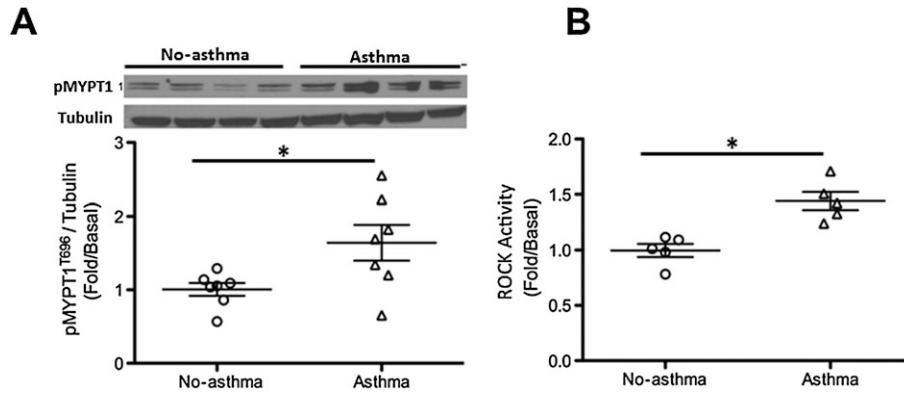 A
No-asthma
Asthma
pMYPT1
1
Tubulin
pMYPT1T696 / Tubulin
(Fold/Basal)
3
2
1
0
*
No-asthma
Asthma
B
ROCK Activity
(Fold/Basal)
2.0
1.5
1.0
0.5
0.0
*
No-asthma
Asthma